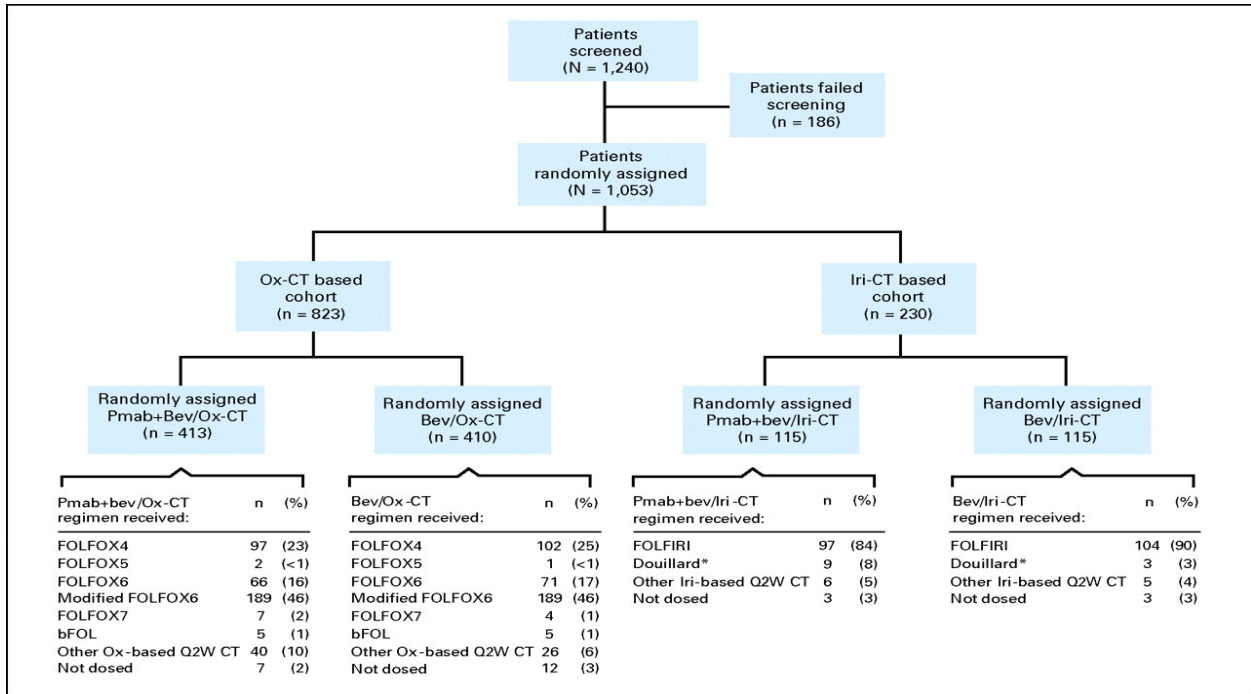 Patients
screened
(N = 1,240)
Patients failed
screening
(n = 186)
Patients
randomly assigned
(N = 1,053)
Ox-CT based
cohort
(n = 823)
Iri-CT based
cohort
(n = 230)
Randomly assigned
Pmab+Bev/Ox-CT
(n = 413)
Randomly assigned
Bev/Ox-CT
(n = 410)
Randomly assigned
Pmab+bev/Iri-CT
(n = 115)
Randomly assigned
Bev/Iri-CT
(n = 115)
Pmab+bev/Ox-CT n (%)
regimen received:
FOLFOX4 97 (23)
FOLFOX5 2 (<1)
FOLFOX6 66 (16)
Modified FOLFOX6 189 (46)
FOLFOX7 7 (2)
bFOL 5 (1)
Other Ox-based Q2W CT 40 (10)
Not dosed 7 (2)
Bev/Ox-CT n (%)
regimen received:
FOLFOX4 102 (25)
FOLFOX5 1 (<1)
FOLFOX6 71 (17)
Modified FOLFOX6 189 (46)
FOLFOX7 4 (1)
bFOL 5 (1)
Other Ox-based Q2W CT 26 (6)
Not dosed 12 (3)
Pmab+bev/Iri-CT n (%)
regimen received:
FOLFIRI 97 (84)
Douillard* 9 (8)
Other Iri-based Q2W CT 6 (5)
Not dosed 3 (3)
Bev/Iri-CT n (%)
regimen received:
FOLFIRI 104 (90)
Douillard* 3 (3)
Other Iri-based Q2W CT 5 (4)
Not dosed 3 (3)